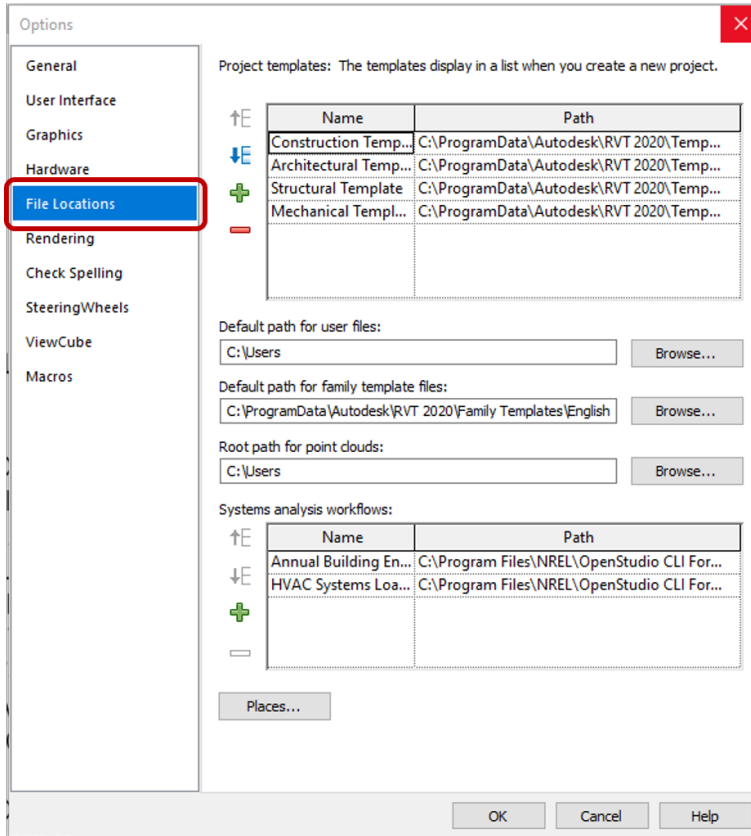 Options
General
User Interface
Graphics
Hardware
File Locations
Rendering
Check Spelling
SteeringWheels
ViewCube
Macros
Project templates: The templates display in a list when you create a new project.
Name Path
Construction Temp... C:\ProgramData\Autodesk\RVT 2020\Temp...
Architectural Temp... C:\ProgramData\Autodesk\RVT 2020\Temp...
Structural Template C:\ProgramData\Autodesk\RVT 2020\Temp...
Mechanical Templ... C:\ProgramData\Autodesk\RVT 2020\Temp...
Default path for user files:
C:\Users Browse...
Default path for family template files:
C:\ProgramData\Autodesk\RVT 2020\Family Templates\English Browse...
Root path for point clouds:
C:\Users Browse...
Systems analysis workflows:
Name Path
Annual Building En... C:\Program Files\NREL\OpenStudio CLI For...
HVAC Systems Loa... C:\Program Files\NREL\OpenStudio CLI For...
Places...
OK Cancel Help